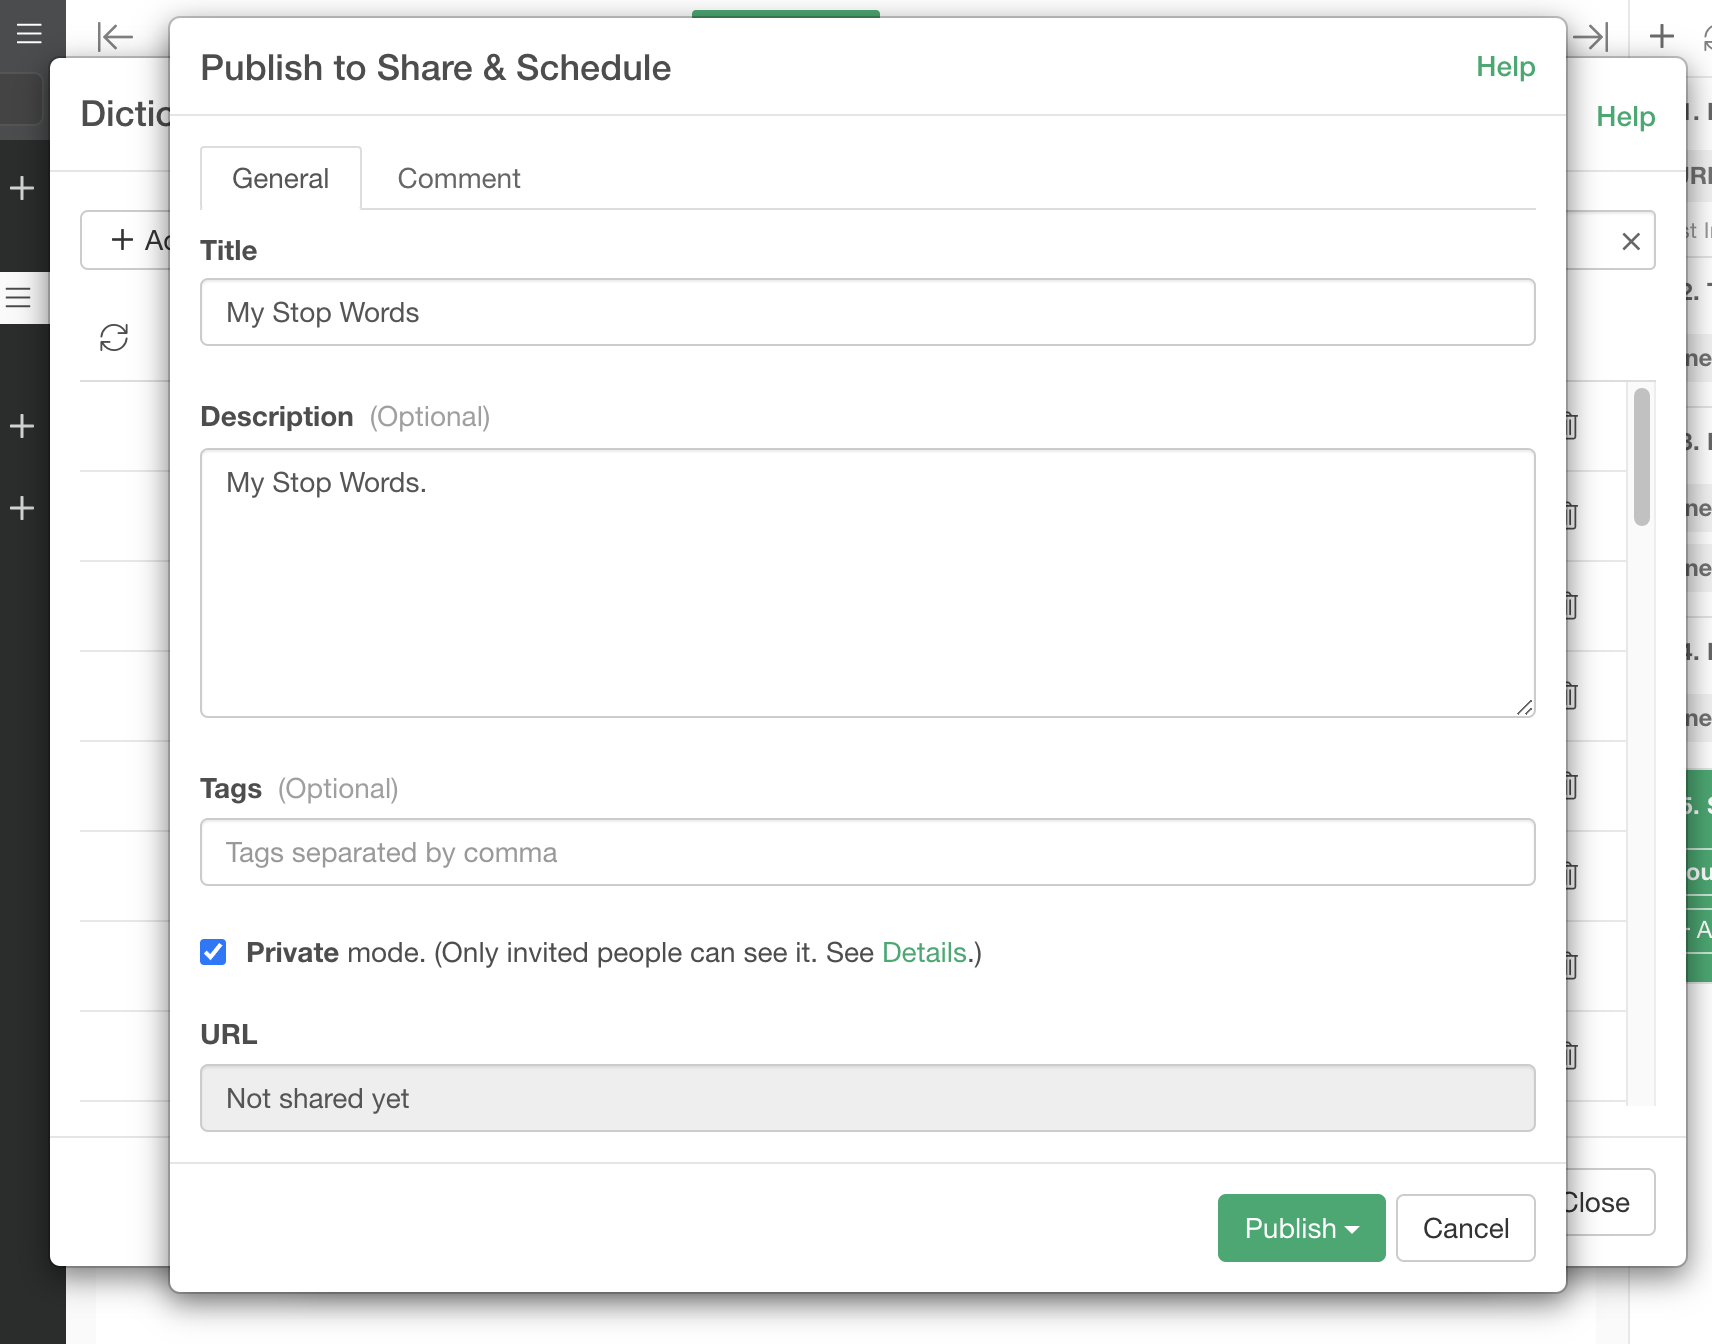 Publish to Share & Schedule
Help
Help
General
Comment
Title
My Stop Words
Description (Optional)
My Stop Words.
Tags (Optional)
Tags separated by comma
Private mode. (Only invited people can see it. See Details.)
URL
Not shared yet
Publish
Cancel
Close